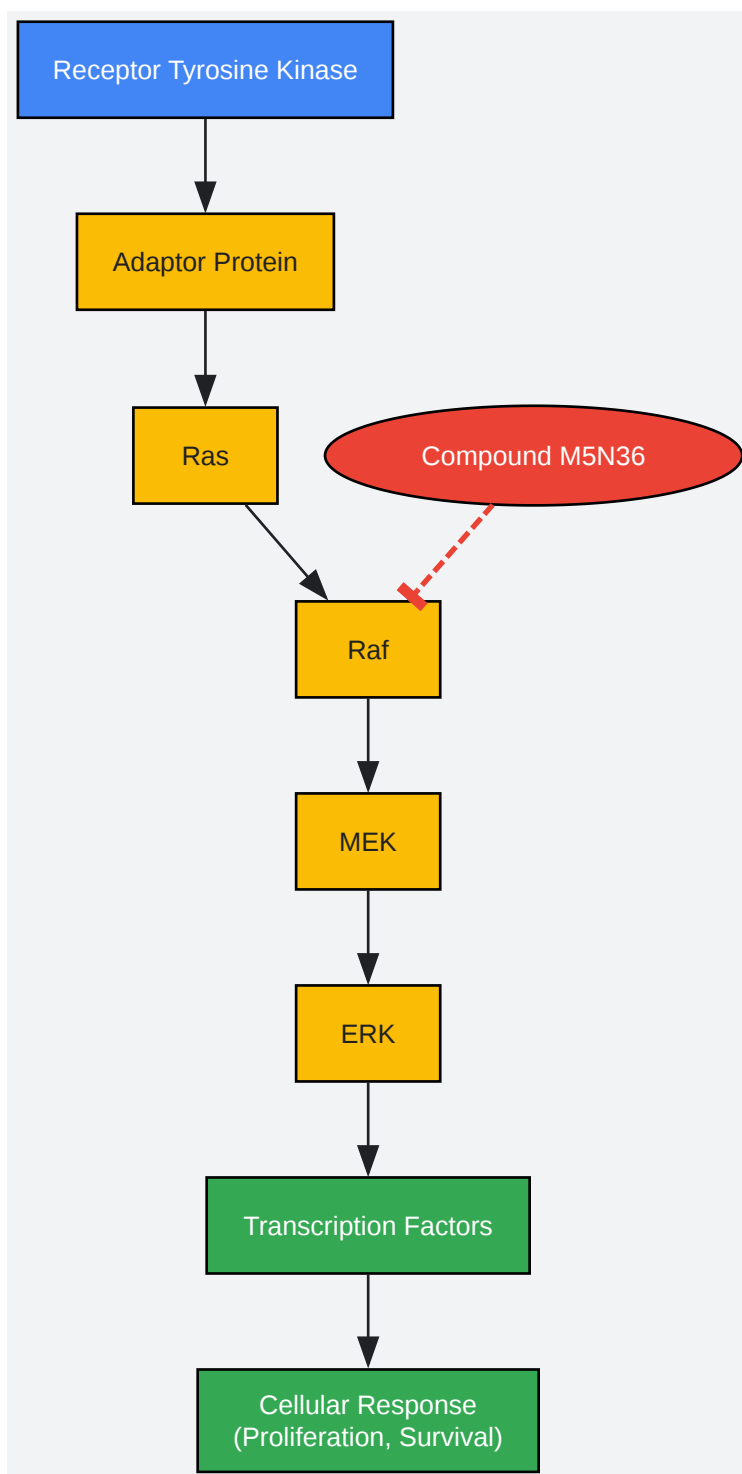 Receptor Tyrosine Kinase
Adaptor Protein
Ras
Compound M5N36
Raf
MEK
ERK
Transcription Factors
Cellular Response
(Proliferation, Survival)